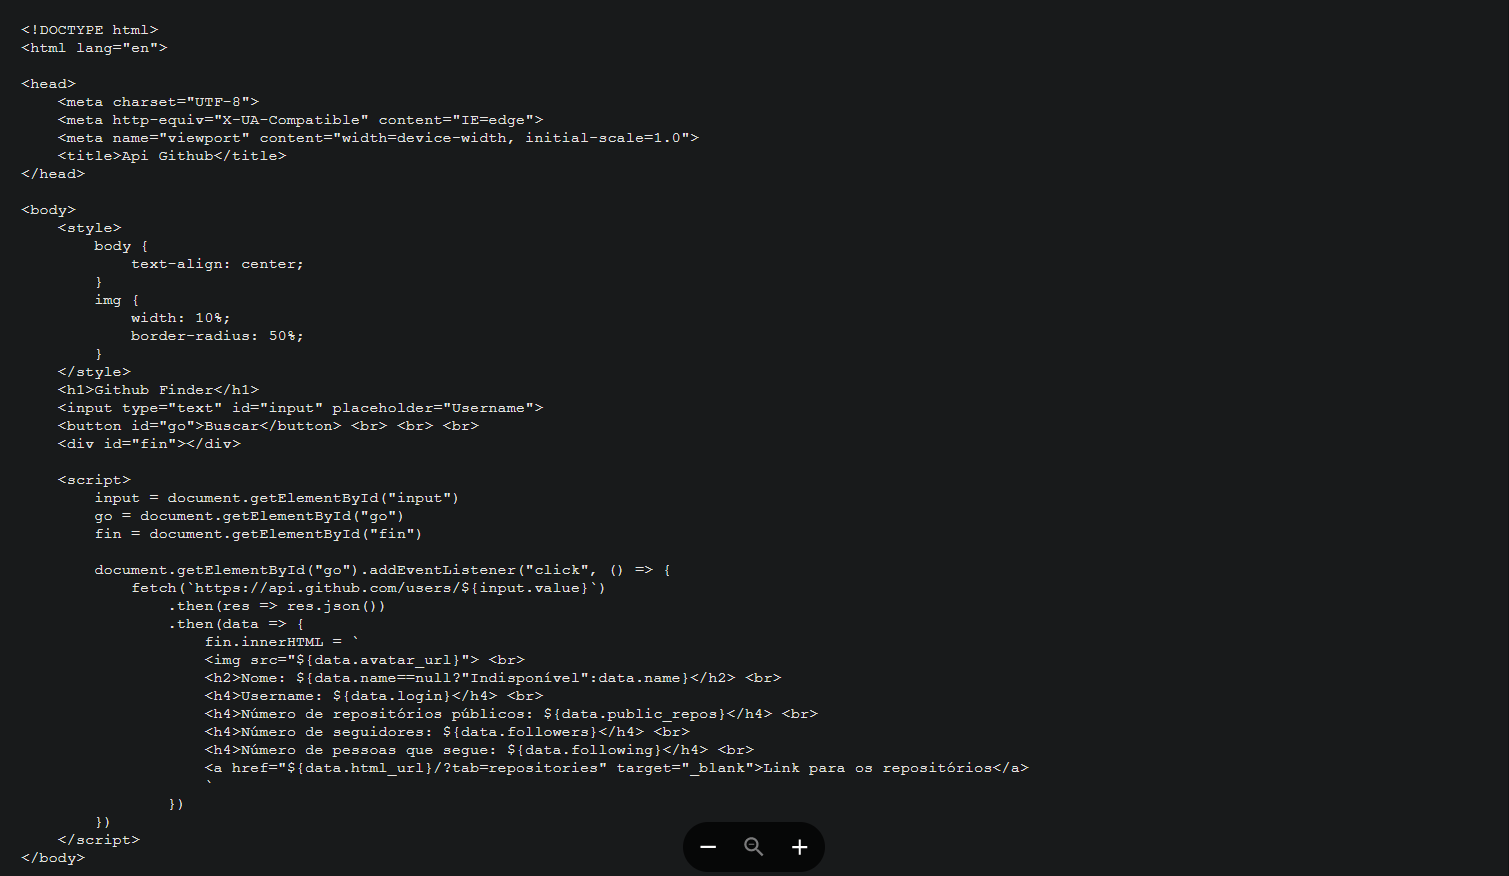 <!DOCTYPE html>
<html lang="en">
<head>
<meta charset="UTF-8">
<meta http-equiv="X-UA-Compatible" content="IE=edge">
<meta name="viewport" content="width=device-width, initial-scale=1.0">
<title>Api Github</title>
</head>
<body>
<style>
body {
text-align: center;
}
img {
width: 10%;
border-radius: 50%;
}
</style>
<h1>Github Finder</h1>
<input type="text" id="input" placeholder="Username">
<button id="go">Buscar</button> <br> <br> <br>
<div id="fin"></div>
<script>
input = document.getElementById("input")
go = document.getElementById("go")
fin = document.getElementById("fin")
document.getElementById("go").addEventListener("click", () => {
fetch(`https://api.github.com/users/${input.value}`)
.then(res => res.json())
.then(data => {
fin.innerHTML = `
<img src="${data.avatar_url}"> <br>
<h2>Nome: ${data.name==null?"Indisponível":data.name}</h2> <br>
<h4>Username: ${data.login}</h4> <br>
<h4>Número de repositórios públicos: ${data.public_repos}</h4> <br>
<h4>Número de seguidores: ${data.followers}</h4> <br>
<h4>Número de pessoas que segue: ${data.following}</h4> <br>
<a href="${data.html_url}/?tab=repositories" target="_blank">Link para os repositórios</a>
`
})
})
</script>
</body>